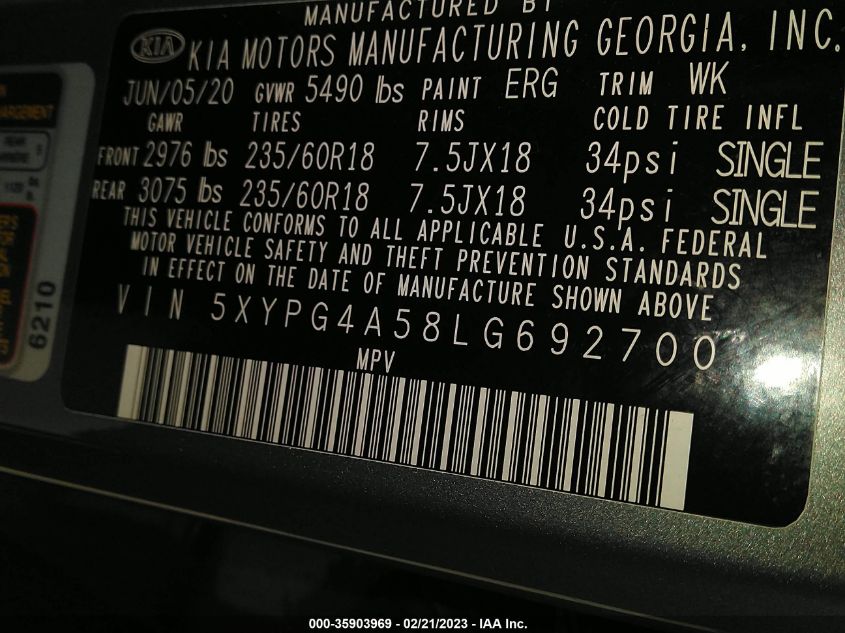 MANUFACTURED BY
KIA KIA MOTORS MANUFACTURING GEORGIA, INC.
JUN/05/20 GVWR 5490 lbs PAINT ERG TRIM WK
GAWR TIRES RIMS COLD TIRE INFL
FRONT 2976 lbs 235/60R18 7.5JX18 34psi SINGLE
REAR 3075 lbs 235/60R18 7.5JX18 34psi SINGLE
THIS VEHICLE CONFORMS TO ALL APPLICABLE U.S.A. FEDERAL
MOTOR VEHICLE SAFETY AND THEFT PREVENTION STANDARDS
IN EFFECT ON THE DATE OF MANUFACTURE SHOWN ABOVE
VIN 5XYPG4A58LG692700
MPV
REAR
6210
000-35903969 - 02/21/2023 - IAA Inc.